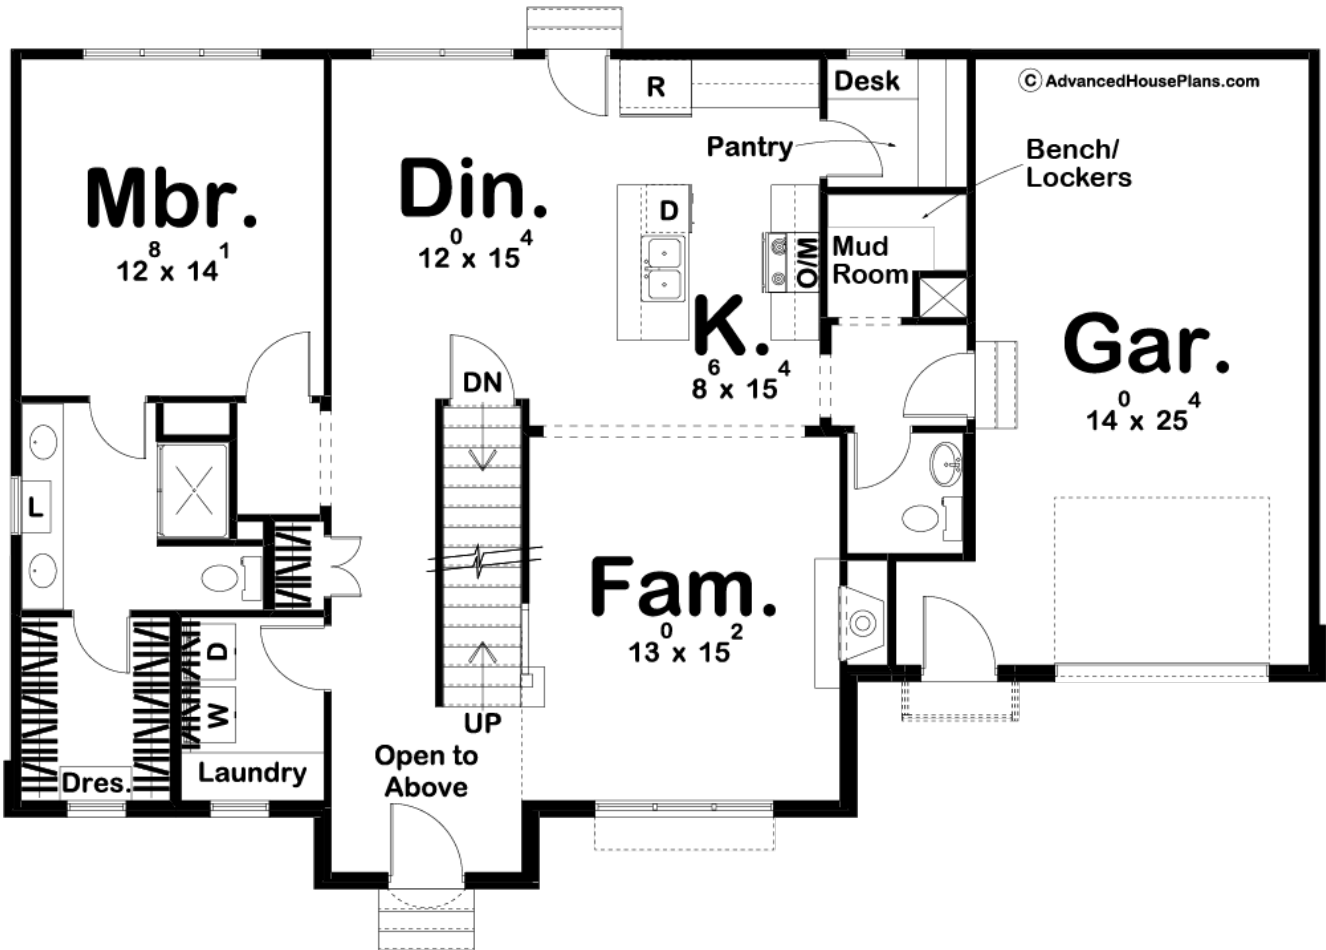 R
Desk
© AdvancedHousePlans.com
Pantry
Bench/
Lockers
Mbr.
12⁸ x 14¹
Din.
12⁰ x 15⁴
D
O/M
Mud
Room
K.
8⁶ x 15⁴
Gar.
14⁰ x 25⁴
DN
L
Fam.
13⁰ x 15²
D
W
UP
Open to
Above
Dres.
Laundry